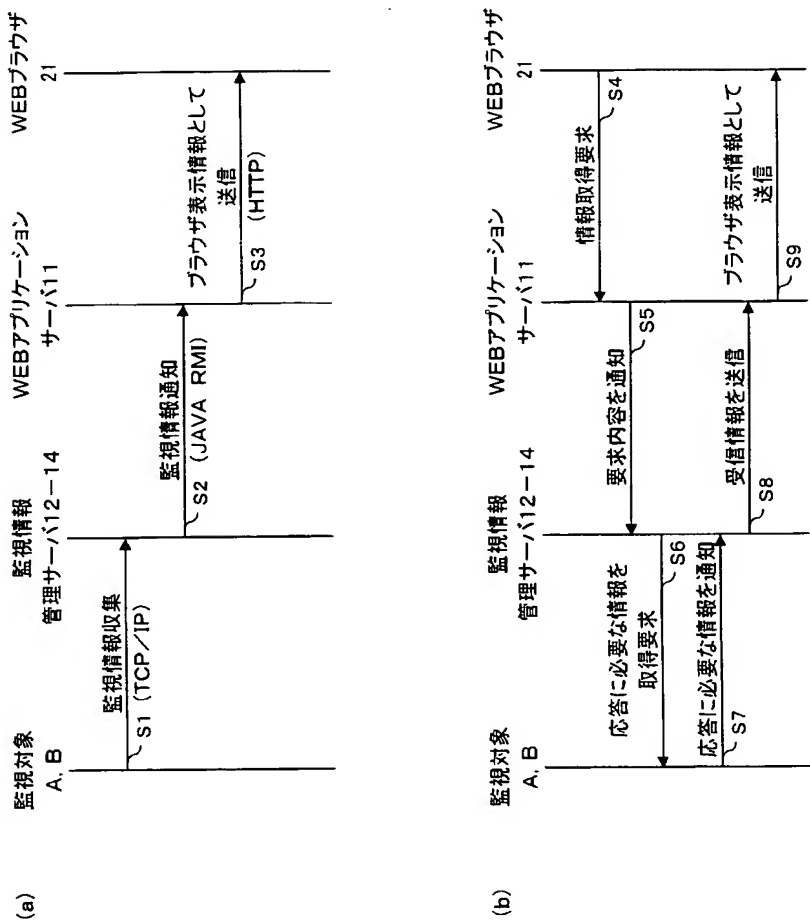 (a)
監視対象
A, B
監視情報
管理サーバ12-14
WEBアプリケーション
サーバ11
WEBブラウザ
21
監視情報収集
S1 (TCP/IP)
監視情報通知
S2 (JAVA RMI)
ブラウザ表示情報として
送信
S3 (HTTP)
(b)
監視対象
A, B
監視情報
管理サーバ12-14
WEBアプリケーション
サーバ11
WEBブラウザ
21
情報取得要求
S4
要求内容を通知
S5
応答に必要な情報を
取得要求
S6
応答に必要な情報を通知
S7
受信情報を送信
S8
ブラウザ表示情報として
送信
S9